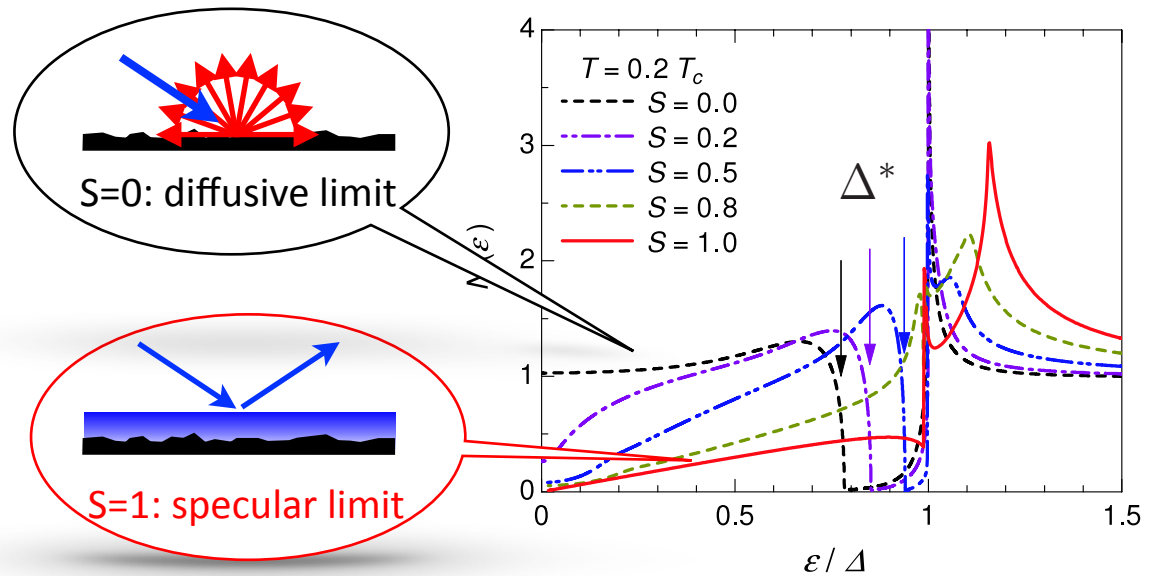 S=0: diffusive limit
S=1: specular limit
4
3
2
1
0
T = 0.2 T_c
S = 0.0
S = 0.2
S = 0.5
S = 0.8
S = 1.0
Δ*
(ε)
0
0.5
1
1.5
ε / Δ